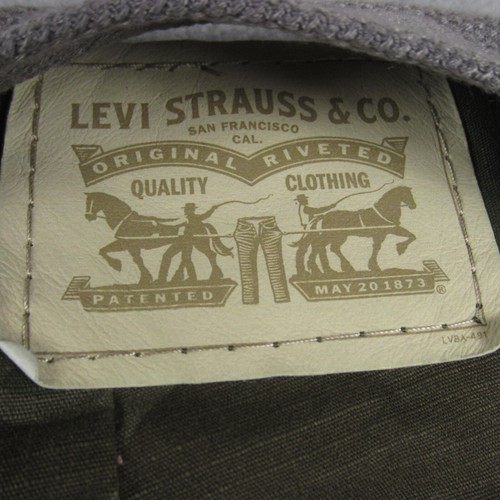 LEVI STRAUSS & CO.
SAN FRANCISCO
CAL.
ORIGINAL RIVETED
QUALITY CLOTHING
PATENTED MAY 20 1873 ®